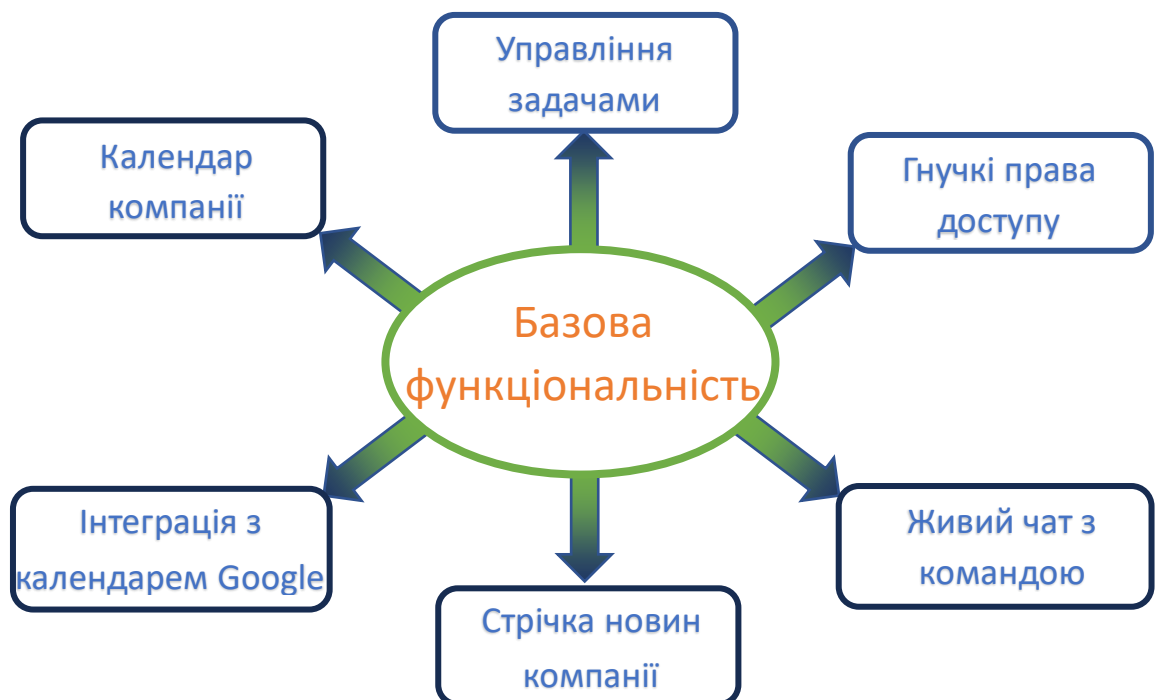 Управління
задачами
Календар
компанії
Гнучкі права
доступу
Базова
функціональність
Інтеграція з
календарем Google
Живий чат з
командою
Стрічка новин
компанії